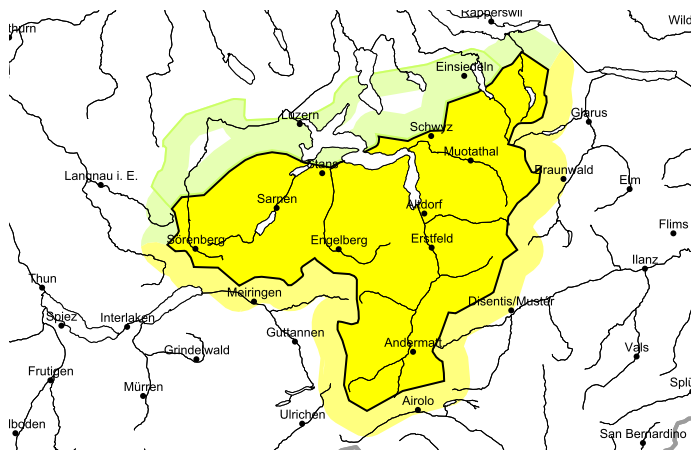 Rapperswil
Wild
thurn
Einsiedeln
Luzern
Glarus
Schwyz
Muotathal
Stans
Braunwald
Langnau i. E.
Elm
Sarnen
Altdorf
Flims
Sörenberg
Engelberg
Erstfeld
Ilanz
Thun
Meiringen
Disentis/Muster
Spiez
Interlaken
Guttannen
Andermatt
Vals
Grindelwald
Frutigen
Mürren
Splü
Airolo
Ulrichen
lboden
San Bernardino